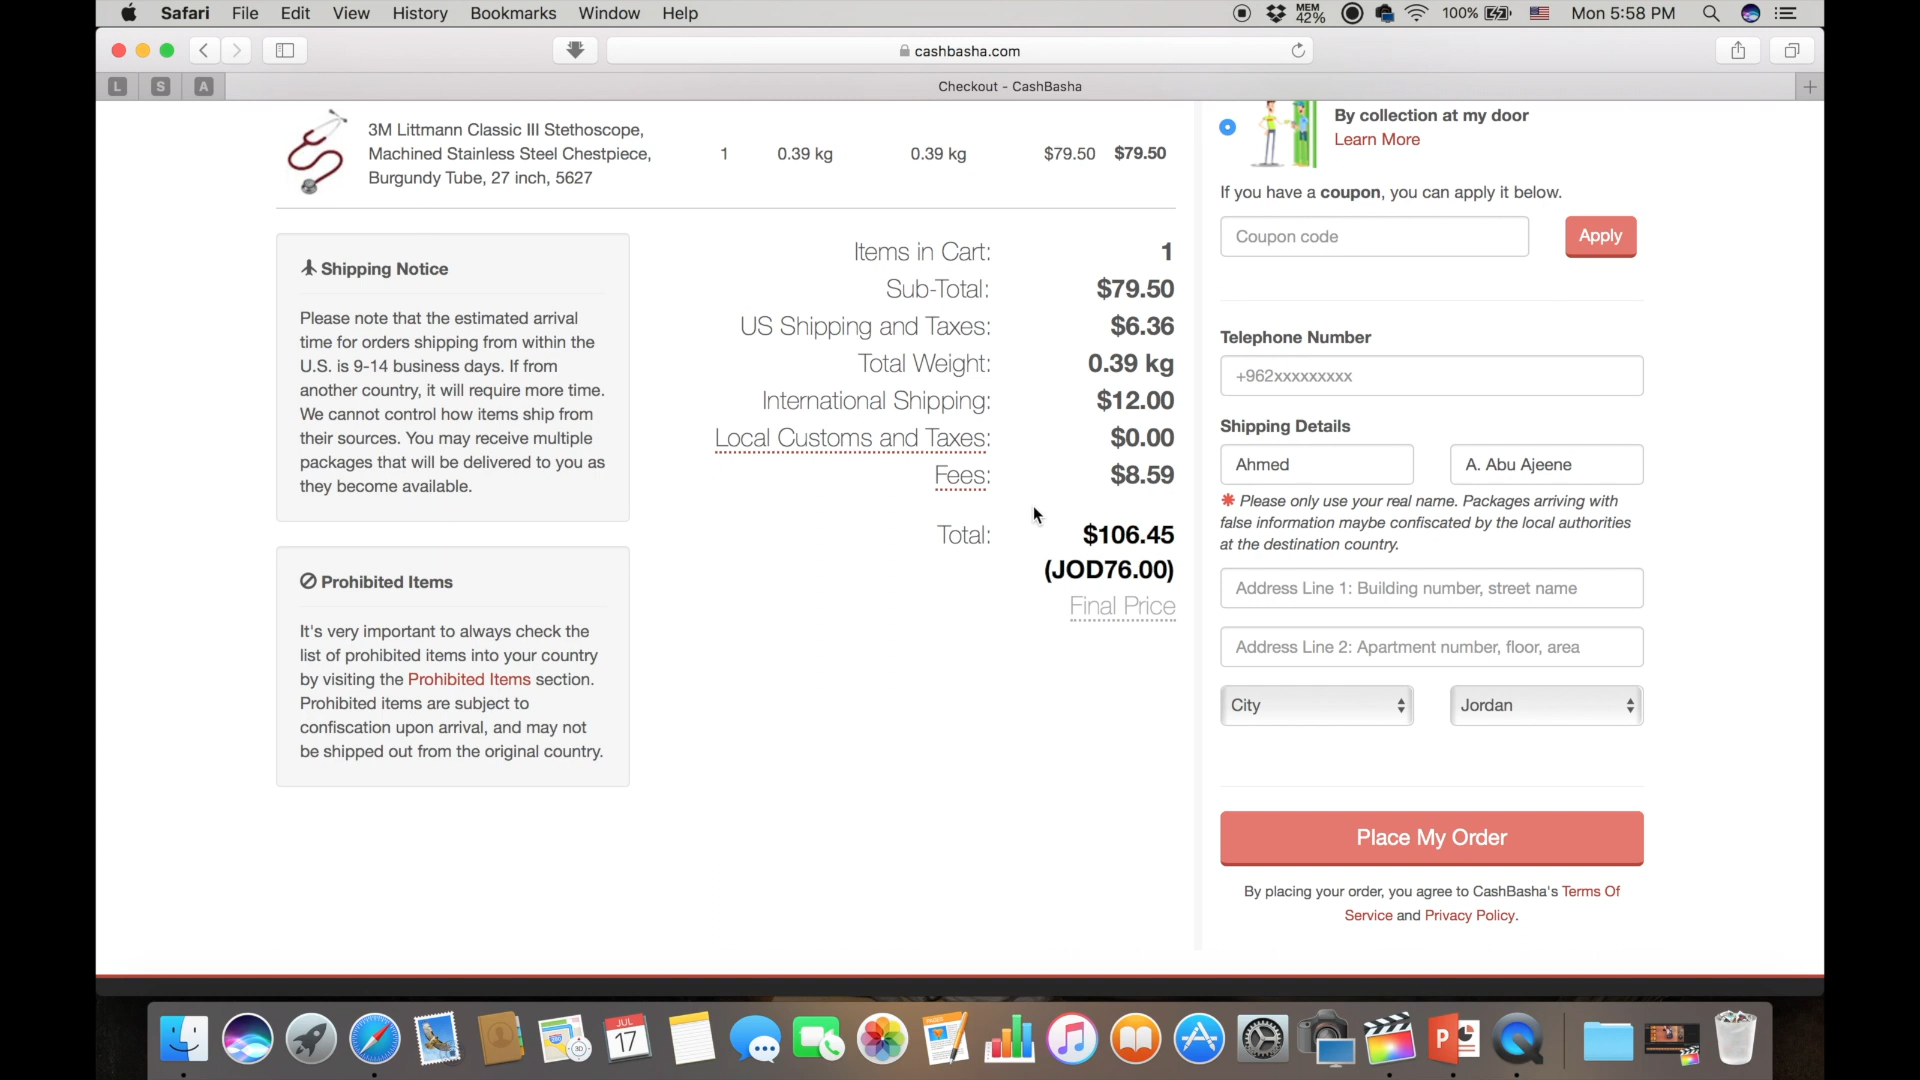 Safari File Edit View History Bookmarks Window Help
MEM
42%
100%
Mon 5:58 PM
cashbasha.com
L
S
A
Checkout - CashBasha
3M Littmann Classic III Stethoscope,
Machined Stainless Steel Chestpiece,
Burgundy Tube, 27 inch, 5627
1 0.39 kg 0.39 kg $79.50 $79.50
Shipping Notice
Please note that the estimated arrival
time for orders shipping from within the
U.S. is 9-14 business days. If from
another country, it will require more time.
We cannot control how items ship from
their sources. You may receive multiple
packages that will be delivered to you as
they become available.
Prohibited Items
It's very important to always check the
list of prohibited items into your country
by visiting the Prohibited Items section.
Prohibited items are subject to
confiscation upon arrival, and may not
be shipped out from the original country.
Items in Cart: 1
Sub-Total: $79.50
US Shipping and Taxes: $6.36
Total Weight: 0.39 kg
International Shipping: $12.00
Local Customs and Taxes: $0.00
Fees: $8.59
Total: $106.45
(JOD76.00)
Final Price
By collection at my door
Learn More
If you have a coupon, you can apply it below.
Coupon code
Apply
Telephone Number
+962xxxxxxxxx
Shipping Details
Ahmed
A. Abu Ajeene
Please only use your real name. Packages arriving with
false information maybe confiscated by the local authorities
at the destination country.
Address Line 1: Building number, street name
Address Line 2: Apartment number, floor, area
City
Jordan
Place My Order
By placing your order, you agree to CashBasha's Terms Of
Service and Privacy Policy.
3D
JUL
17
PAGES
P